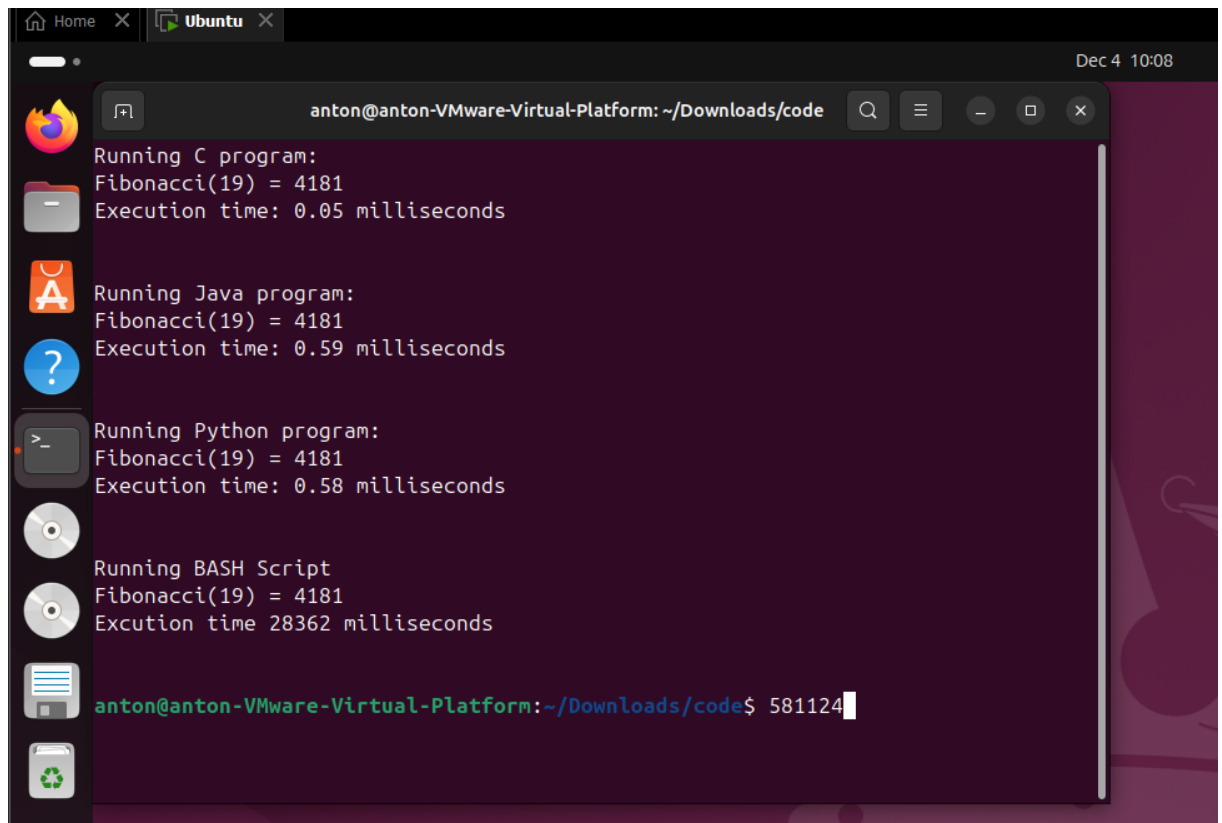 Home
Ubuntu
Dec 4 10:08
anton@anton-VMware-Virtual-Platform: ~/Downloads/code
Running C program:
Fibonacci(19) = 4181
Execution time: 0.05 milliseconds
Running Java program:
Fibonacci(19) = 4181
Execution time: 0.59 milliseconds
Running Python program:
Fibonacci(19) = 4181
Execution time: 0.58 milliseconds
Running BASH Script
Fibonacci(19) = 4181
Excution time 28362 milliseconds
anton@anton-VMware-Virtual-Platform:~/Downloads/code$ 581124